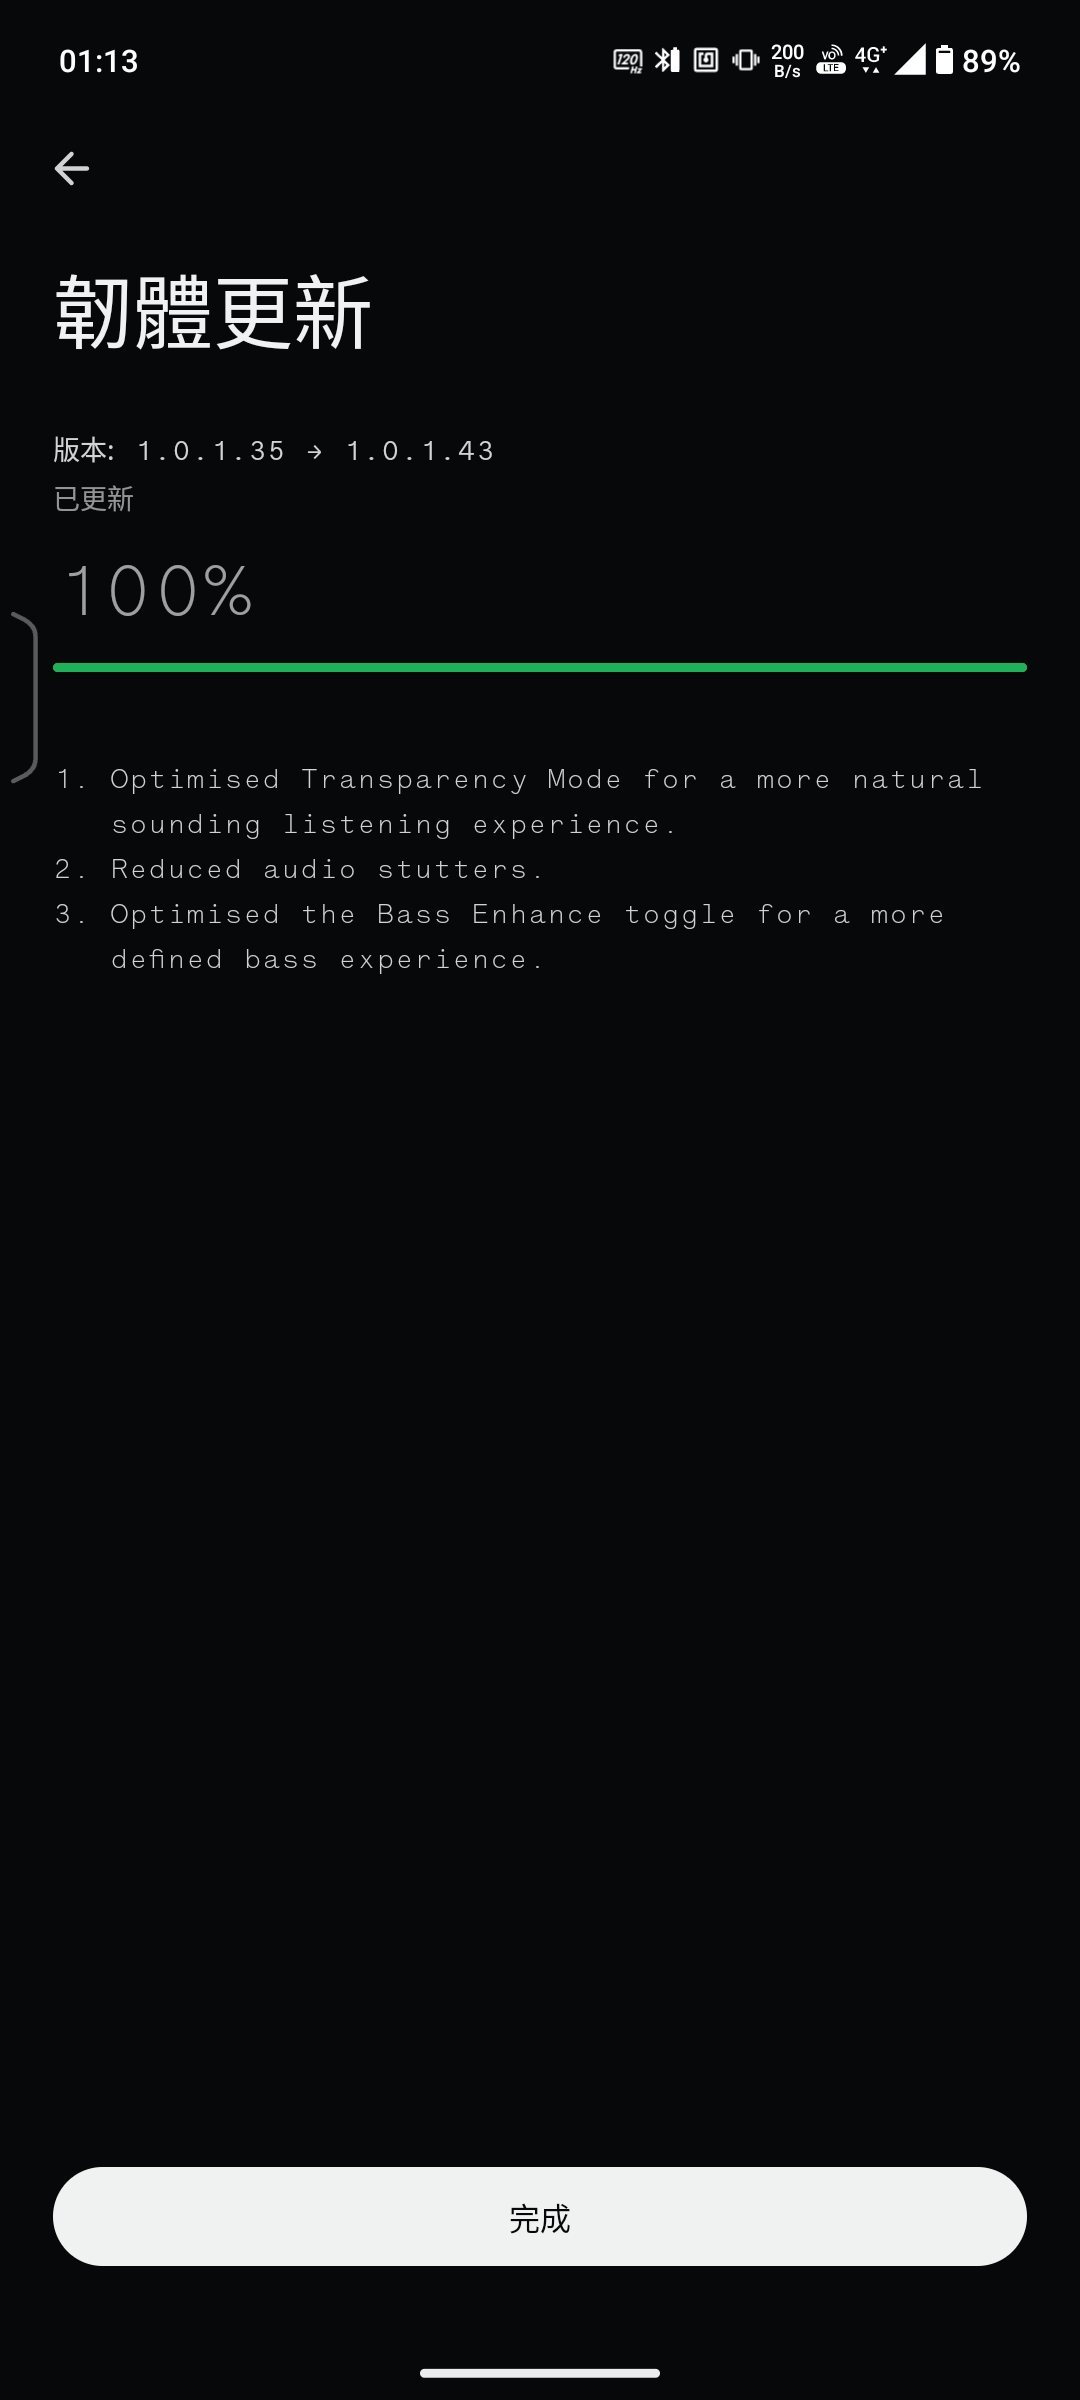 01:13
120 Hz 200 B/s VO LTE 4G+ 89%
韌體更新
版本: 1.0.1.35 → 1.0.1.43
已更新
100%
1. Optimised Transparency Mode for a more natural
sounding listening experience.
2. Reduced audio stutters.
3. Optimised the Bass Enhance toggle for a more
defined bass experience.
完成